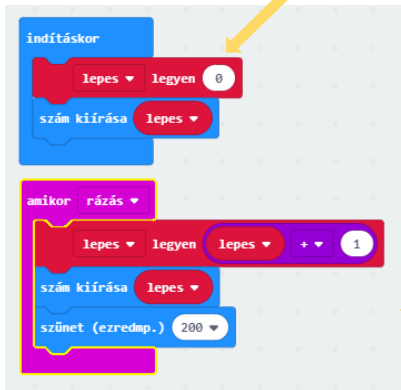 indításkor
lepes ▾ legyen 0
szám kiírása lepes ▾
amikor rázás ▾
lepes ▾ legyen lepes ▾ + ▾ 1
szám kiírása lepes ▾
szünet (ezredmp.) 200 ▾